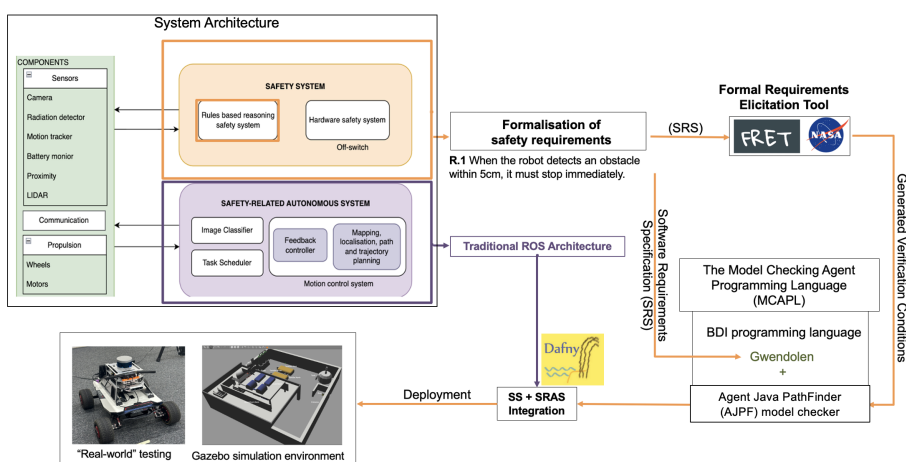 System Architecture
COMPONENTS
Sensors
Camera
Radiation detector
Motion tracker
Battery monior
Proximity
LIDAR
Communication
Propulsion
Wheels
Motors
SAFETY SYSTEM
Rules based reasoning
safety system
Hardware safety system
Off-switch
SAFETY-RELATED AUTONOMOUS SYSTEM
Image Classifier
Task Scheduler
Feedback
controller
Mapping,
localisation, path
and trajectory
planning
Motion control system
Formalisation of
safety requirements
R.1 When the robot detects an obstacle
within 5cm, it must stop immediately.
(SRS)
Formal Requirements
Elicitation Tool
FRET
NASA
Generated Verification Conditions
Software Requirements
Specification (SRS)
Traditional ROS Architecture
The Model Checking Agent
Programming Language
(MCAPL)
BDI programming language
Gwendolen
+
Agent Java PathFinder
(AJPF) model checker
Dafny
SS + SRAS
Integration
Deployment
“Real-world” testing
Gazebo simulation environment